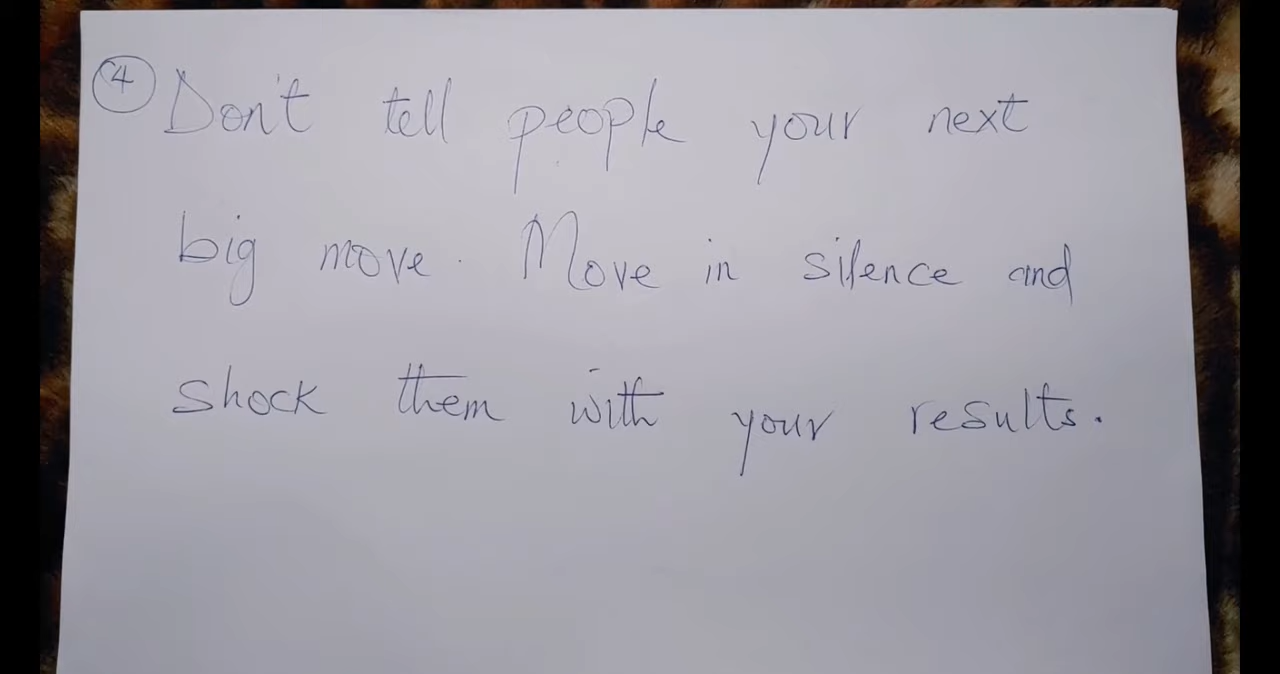 ④ Don't tell people your next
big move. Move in silence and
shock them with your results.